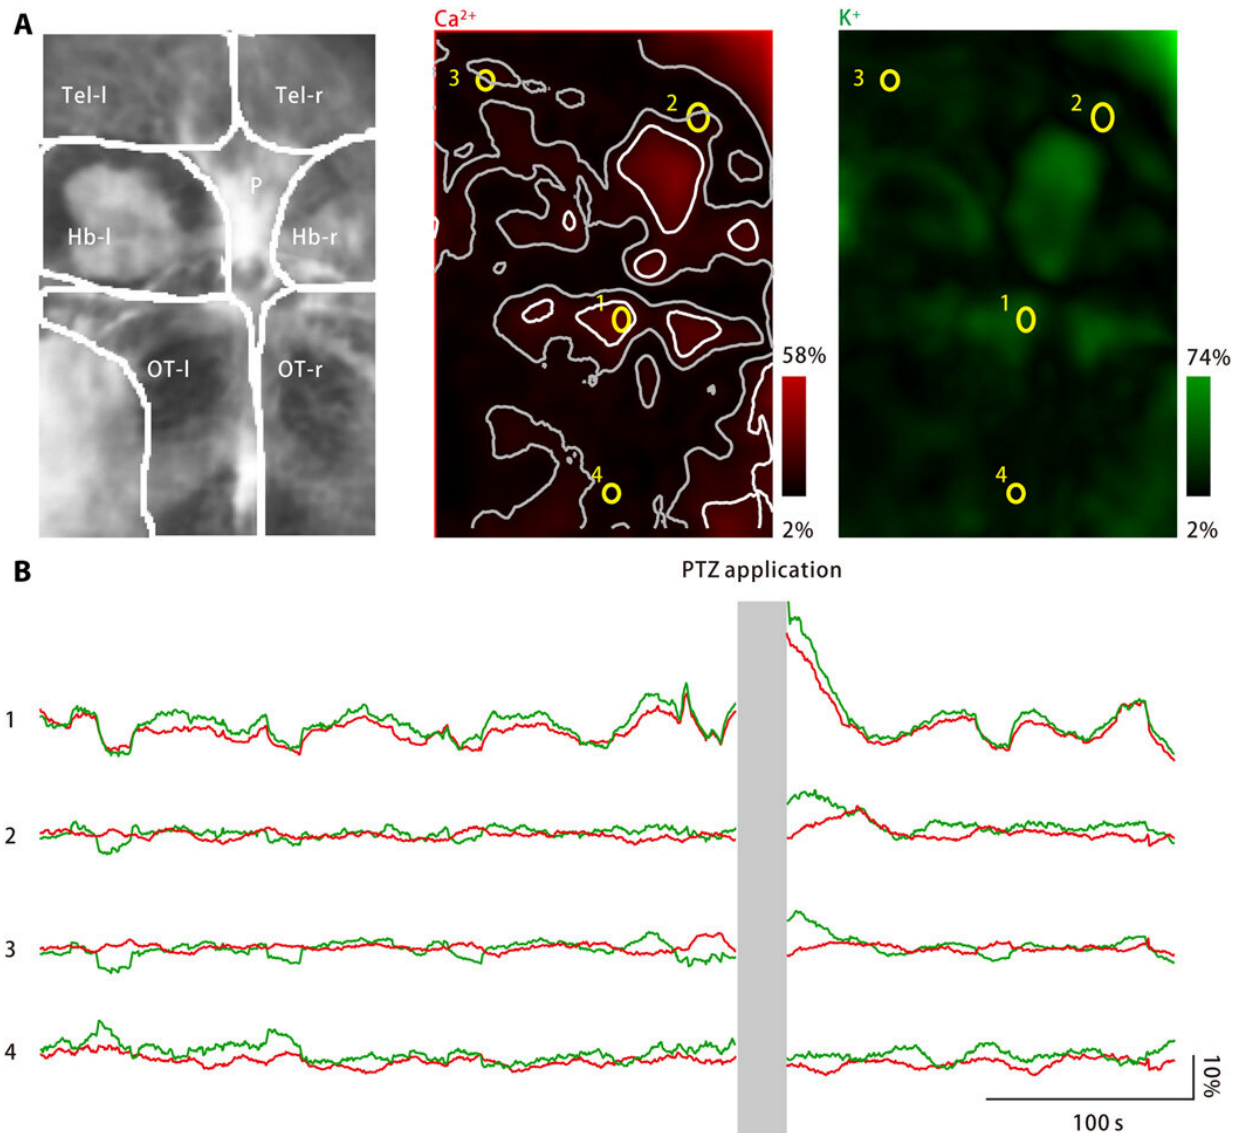 A
Ca²⁺
K⁺
Tel-l
Tel-r
P
Hb-l
Hb-r
OT-l
OT-r
3
2
1
4
58%
2%
3
2
1
4
74%
2%
B
PTZ application
1
2
3
4
10%
100 s